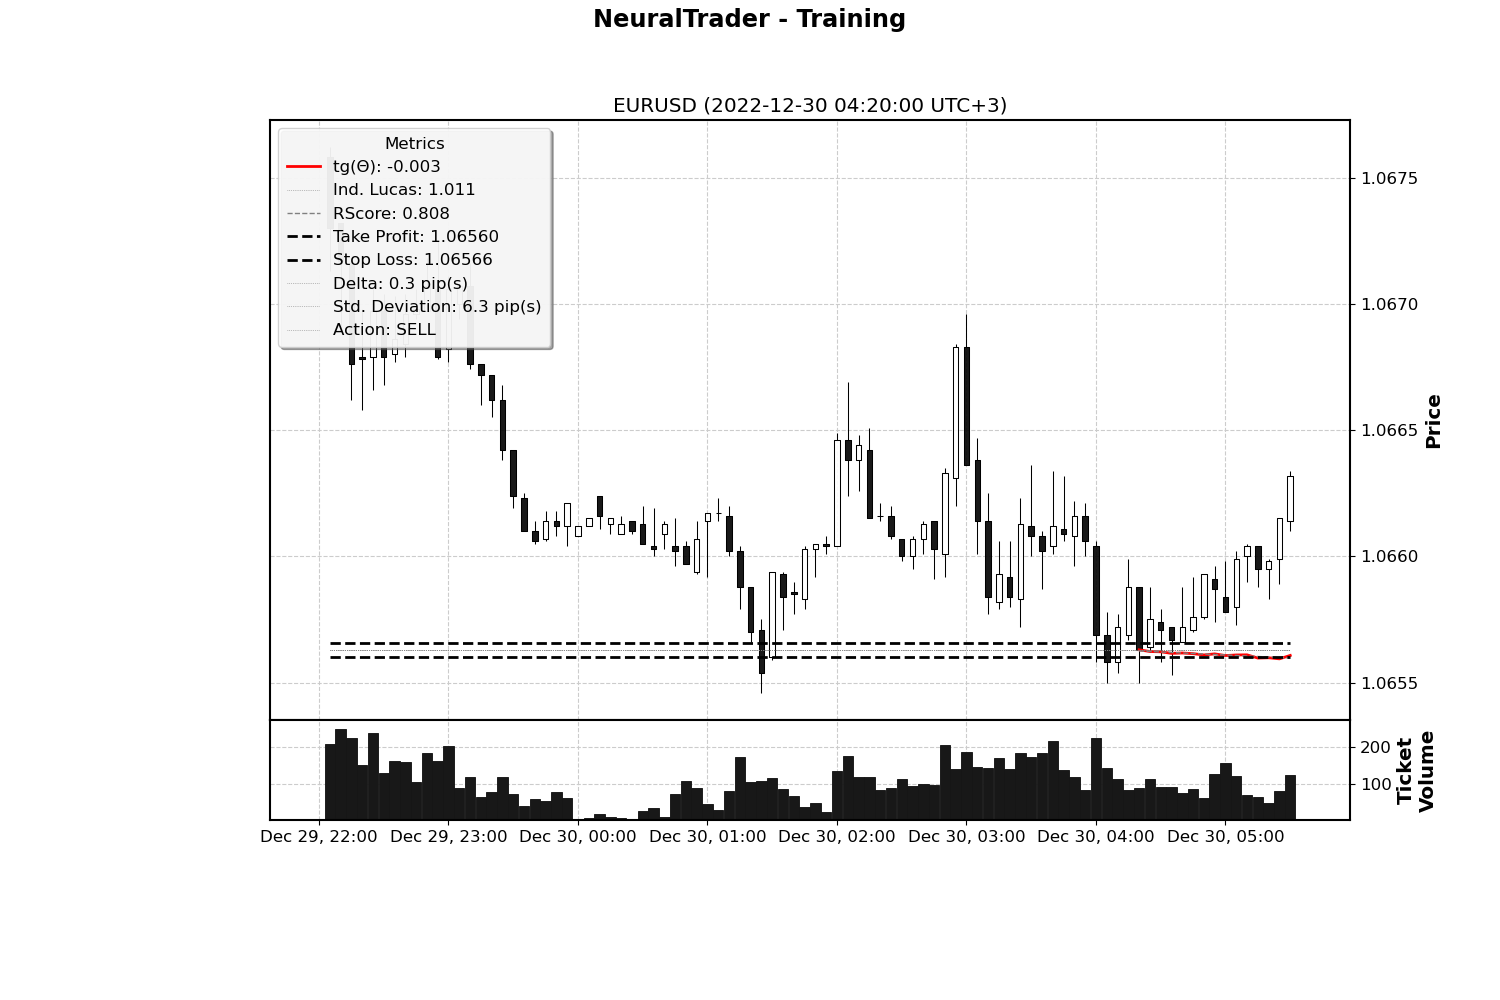 NeuralTrader - Training
EURUSD (2022-12-30 04:20:00 UTC+3)
Metrics
tg(Θ): -0.003
Ind. Lucas: 1.011
RScore: 0.808
Take Profit: 1.06560
Stop Loss: 1.06566
Delta: 0.3 pip(s)
Std. Deviation: 6.3 pip(s)
Action: SELL
1.0675
1.0670
1.0665
1.0660
1.0655
Price
200
100
Ticket
Volume
Dec 29, 22:00
Dec 29, 23:00
Dec 30, 00:00
Dec 30, 01:00
Dec 30, 02:00
Dec 30, 03:00
Dec 30, 04:00
Dec 30, 05:00